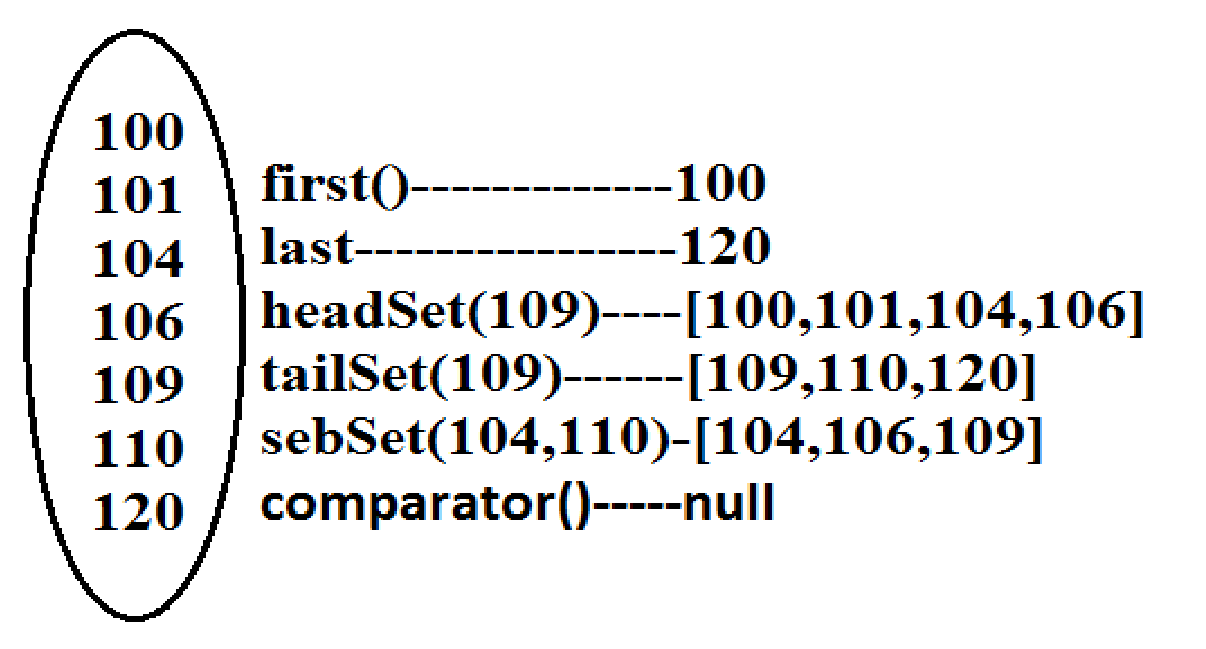 100
101
104
106
109
110
120
first()-------------100
last----------------120
headSet(109)----[100,101,104,106]
tailSet(109)------[109,110,120]
sebSet(104,110)-[104,106,109]
comparator()-----null